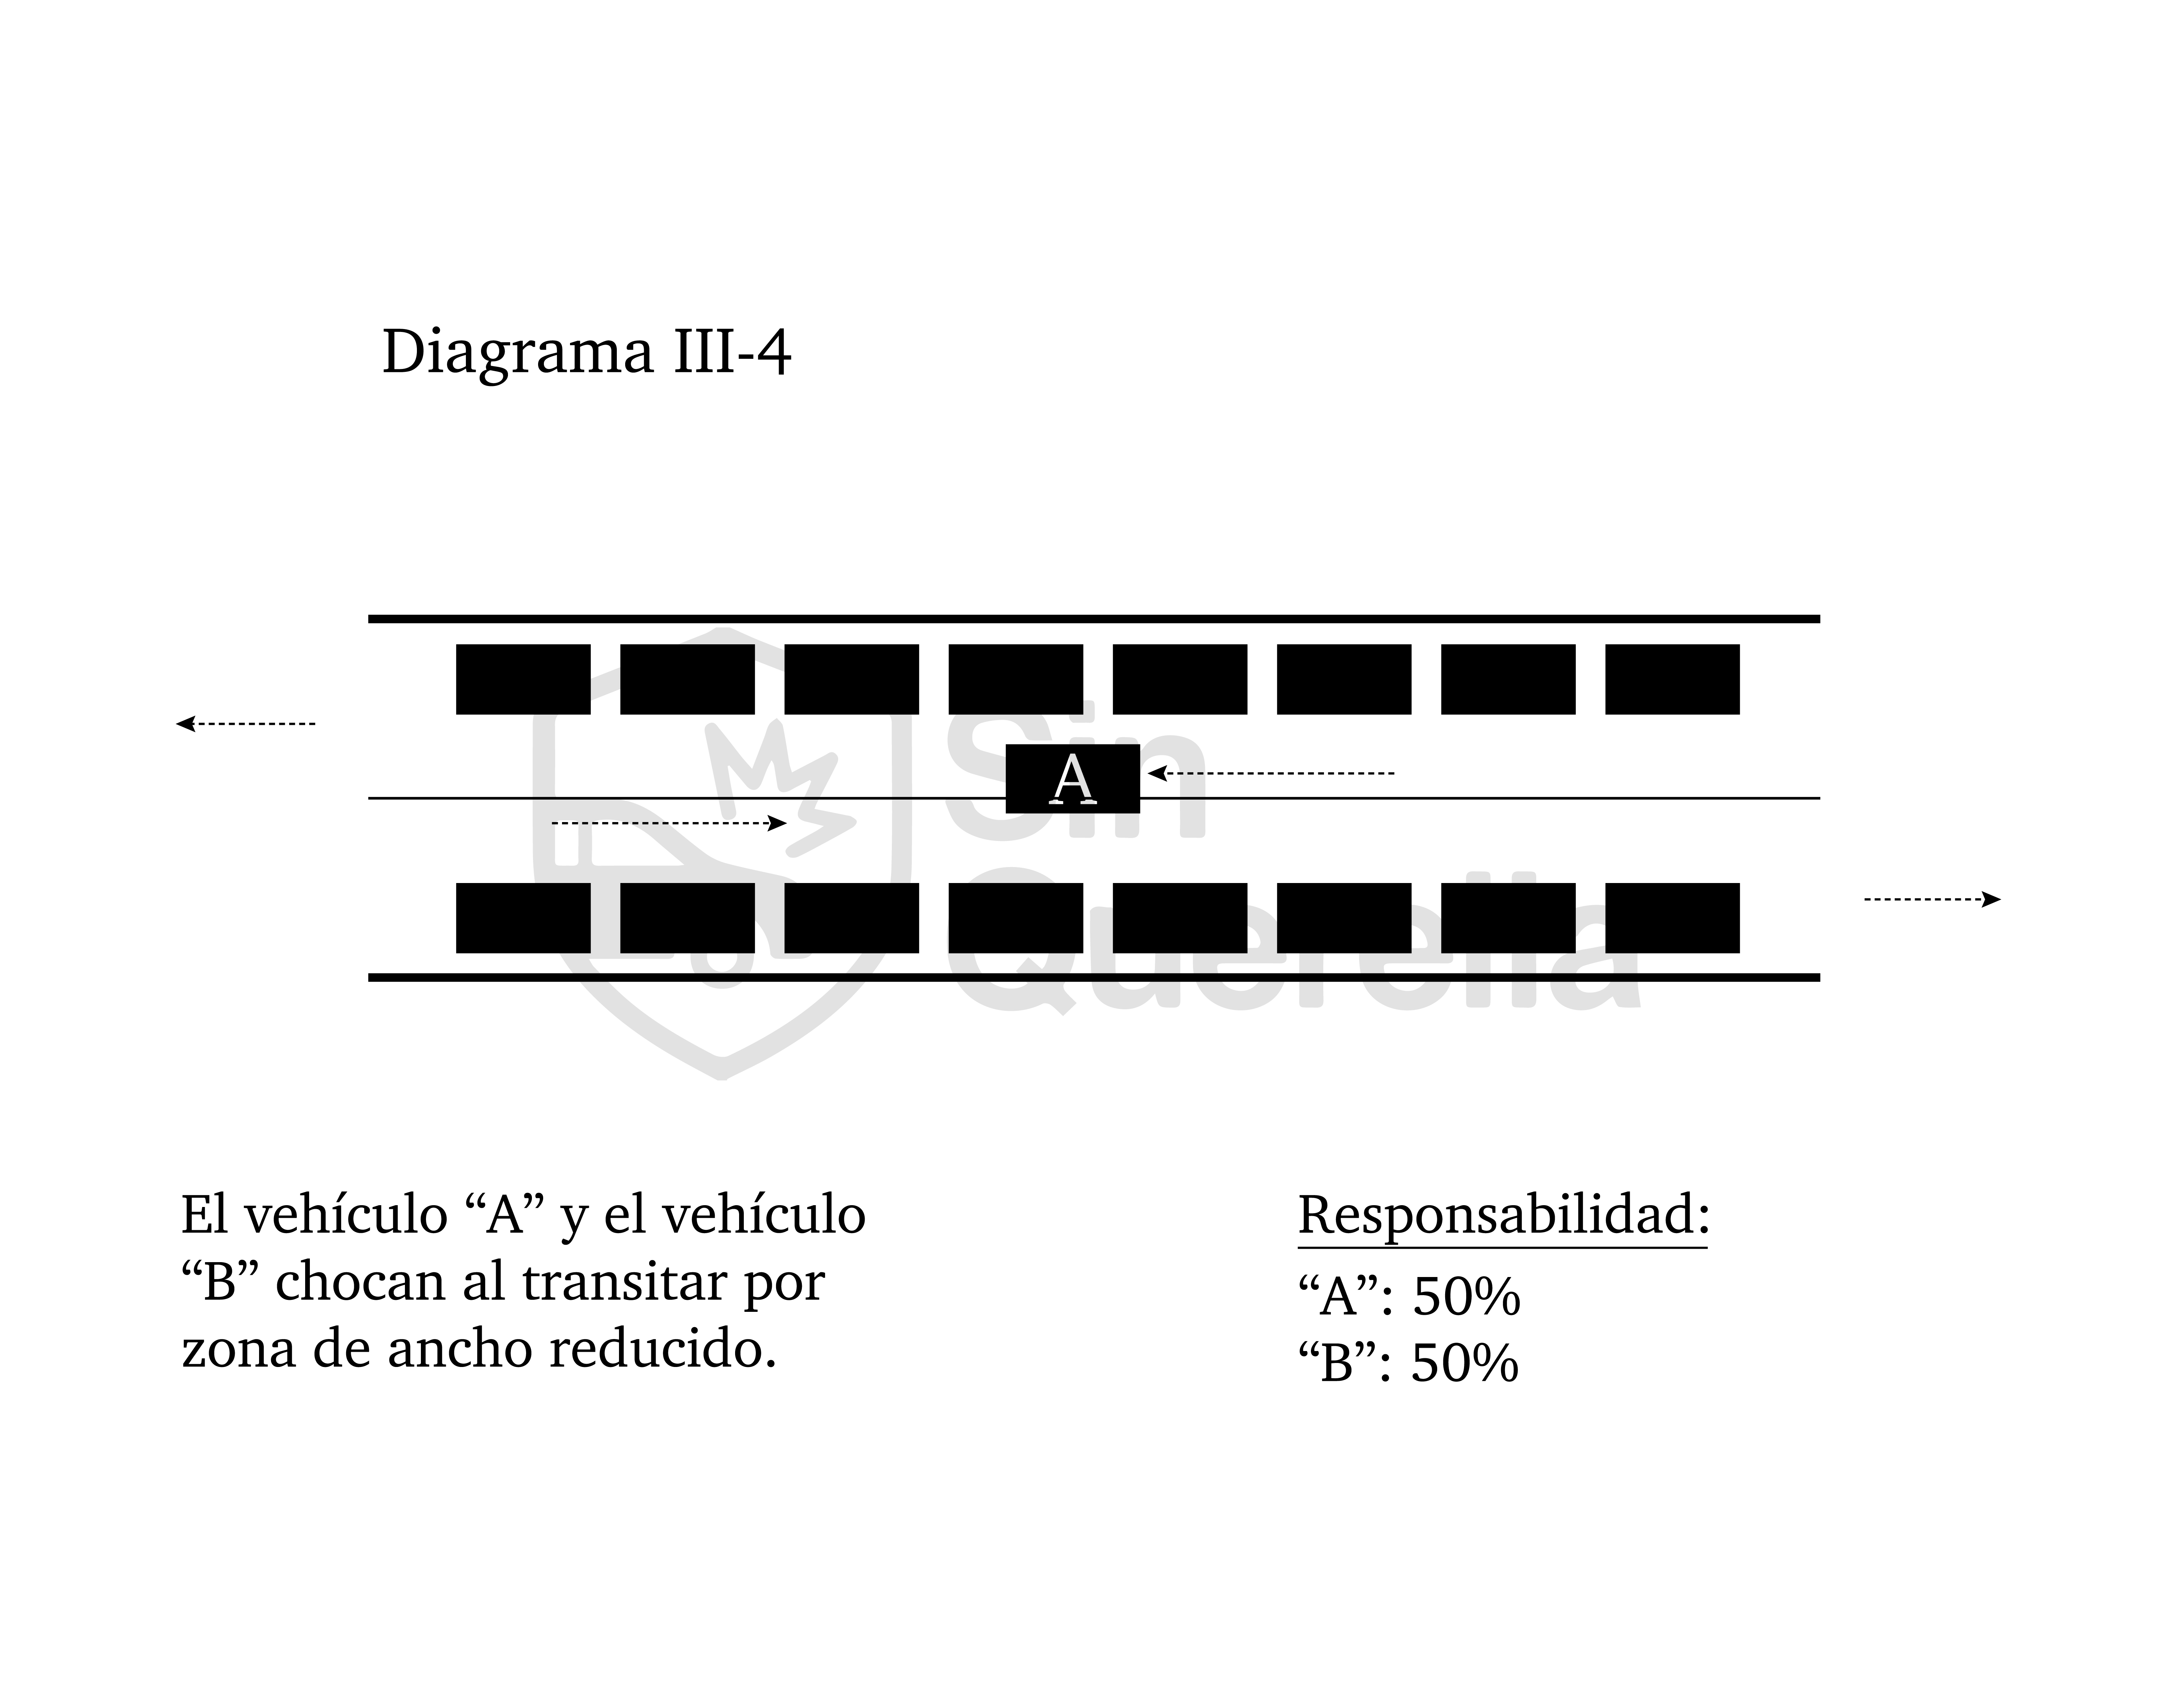 Diagrama III-4
Sin
A
Querella
El vehículo “A” y el vehículo
“B” chocan al transitar por
zona de ancho reducido.
Responsabilidad:
“A”: 50%
“B”: 50%